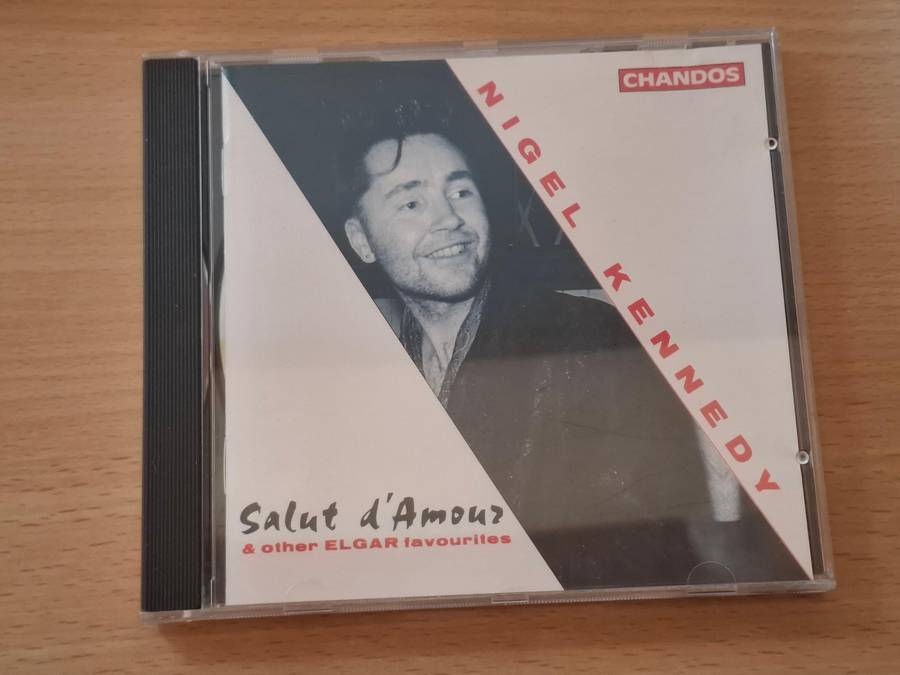 CHANDOS
NIGEL KENNEDY
Salut d'Amour
& other ELGAR favourites